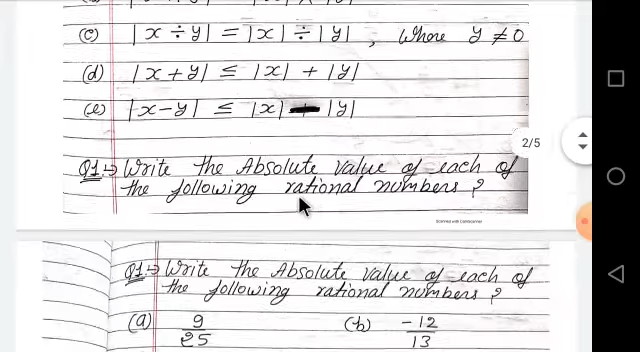 (c) |x ÷ y| = |x| ÷ |y| , Where y ≠ 0
(d) |x + y| ≤ |x| + |y|
(e) |x - y| ≤ |x| - |y|
2/5
Q1:→ Write the Absolute value of each of
the following rational numbers ?
Scanned with CamScanner
Q1:→ Write the Absolute value of each of
the following rational numbers ?
(a) 9/25 (b) -12/13